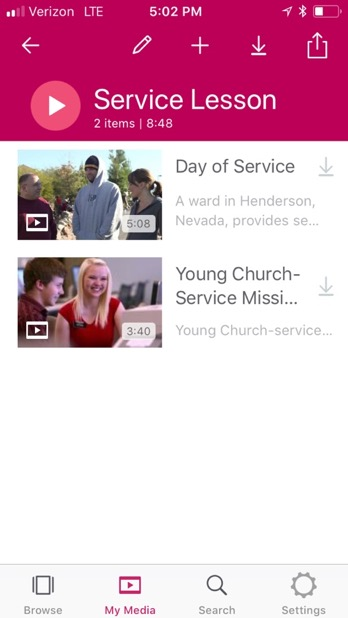 Verizon LTE 5:02 PM
Service Lesson
2 items | 8:48
Day of Service
A ward in Henderson,
Nevada, provides se...
5:08
Young Church-
Service Missi...
Young Church-service...
3:40
Browse My Media Search Settings